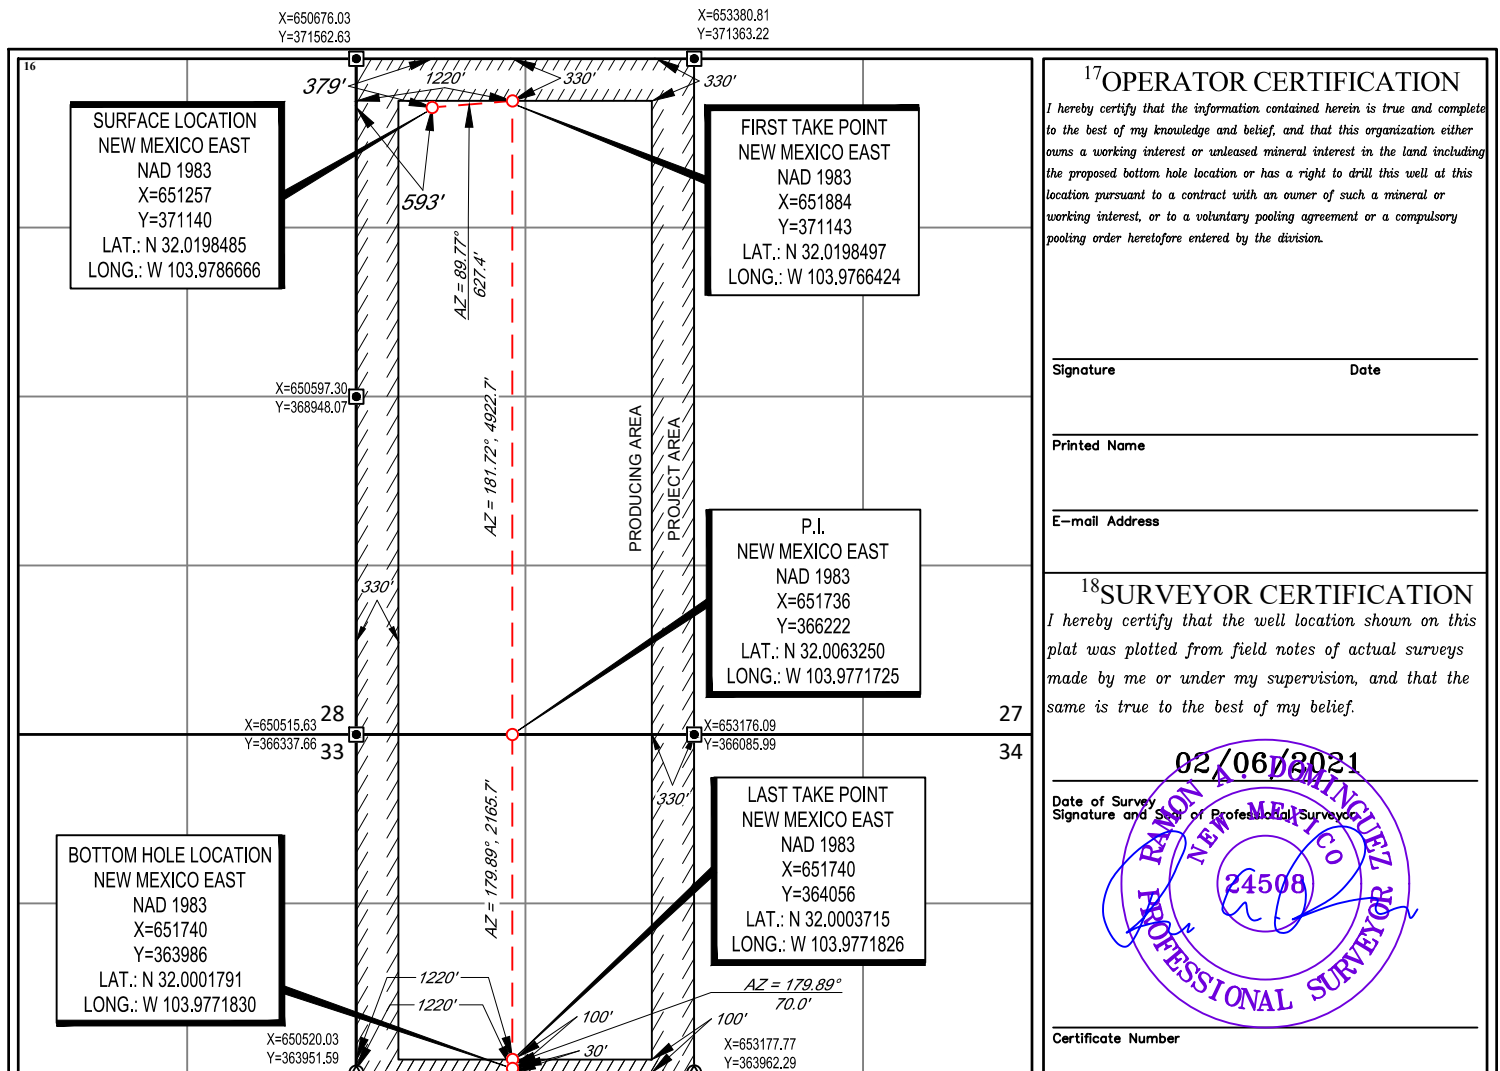 X=650676.03
Y=371562.63
X=653380.81
Y=371363.22
16
379'
1220'
330'
330'
SURFACE LOCATION
NEW MEXICO EAST
NAD 1983
X=651257
Y=371140
LAT.: N 32.0198485
LONG.: W 103.9786666
593'
AZ = 89.77°
627.4'
FIRST TAKE POINT
NEW MEXICO EAST
NAD 1983
X=651884
Y=371143
LAT.: N 32.0198497
LONG.: W 103.9766424
X=650597.30
Y=368948.07
AZ = 181.72°, 4922.7'
PRODUCING AREA
PROJECT AREA
330'
P.I.
NEW MEXICO EAST
NAD 1983
X=651736
Y=366222
LAT.: N 32.0063250
LONG.: W 103.9771725
28
33
X=650515.63
Y=366337.66
X=653176.09
Y=366085.99
27
34
330'
AZ = 179.89°, 2165.7'
LAST TAKE POINT
NEW MEXICO EAST
NAD 1983
X=651740
Y=364056
LAT.: N 32.0003715
LONG.: W 103.9771826
BOTTOM HOLE LOCATION
NEW MEXICO EAST
NAD 1983
X=651740
Y=363986
LAT.: N 32.0001791
LONG.: W 103.9771830
1220'
1220'
AZ = 179.89°
70.0'
100'
100'
30'
X=650520.03
Y=363951.59
X=653177.77
Y=363962.29
17 OPERATOR CERTIFICATION
I hereby certify that the information contained herein is true and complete
to the best of my knowledge and belief, and that this organization either
owns a working interest or unleased mineral interest in the land including
the proposed bottom hole location or has a right to drill this well at this
location pursuant to a contract with an owner of such a mineral or
working interest, or to a voluntary pooling agreement or a compulsory
pooling order heretofore entered by the division.
Signature Date
Printed Name
E-mail Address
18 SURVEYOR CERTIFICATION
I hereby certify that the well location shown on this
plat was plotted from field notes of actual surveys
made by me or under my supervision, and that the
same is true to the best of my belief.
02/06/2021
Date of Survey
Signature and Seal of Professional Surveyor
RAMON A. DOMINGUEZ
NEW MEXICO
24508
PROFESSIONAL SURVEYOR
Certificate Number